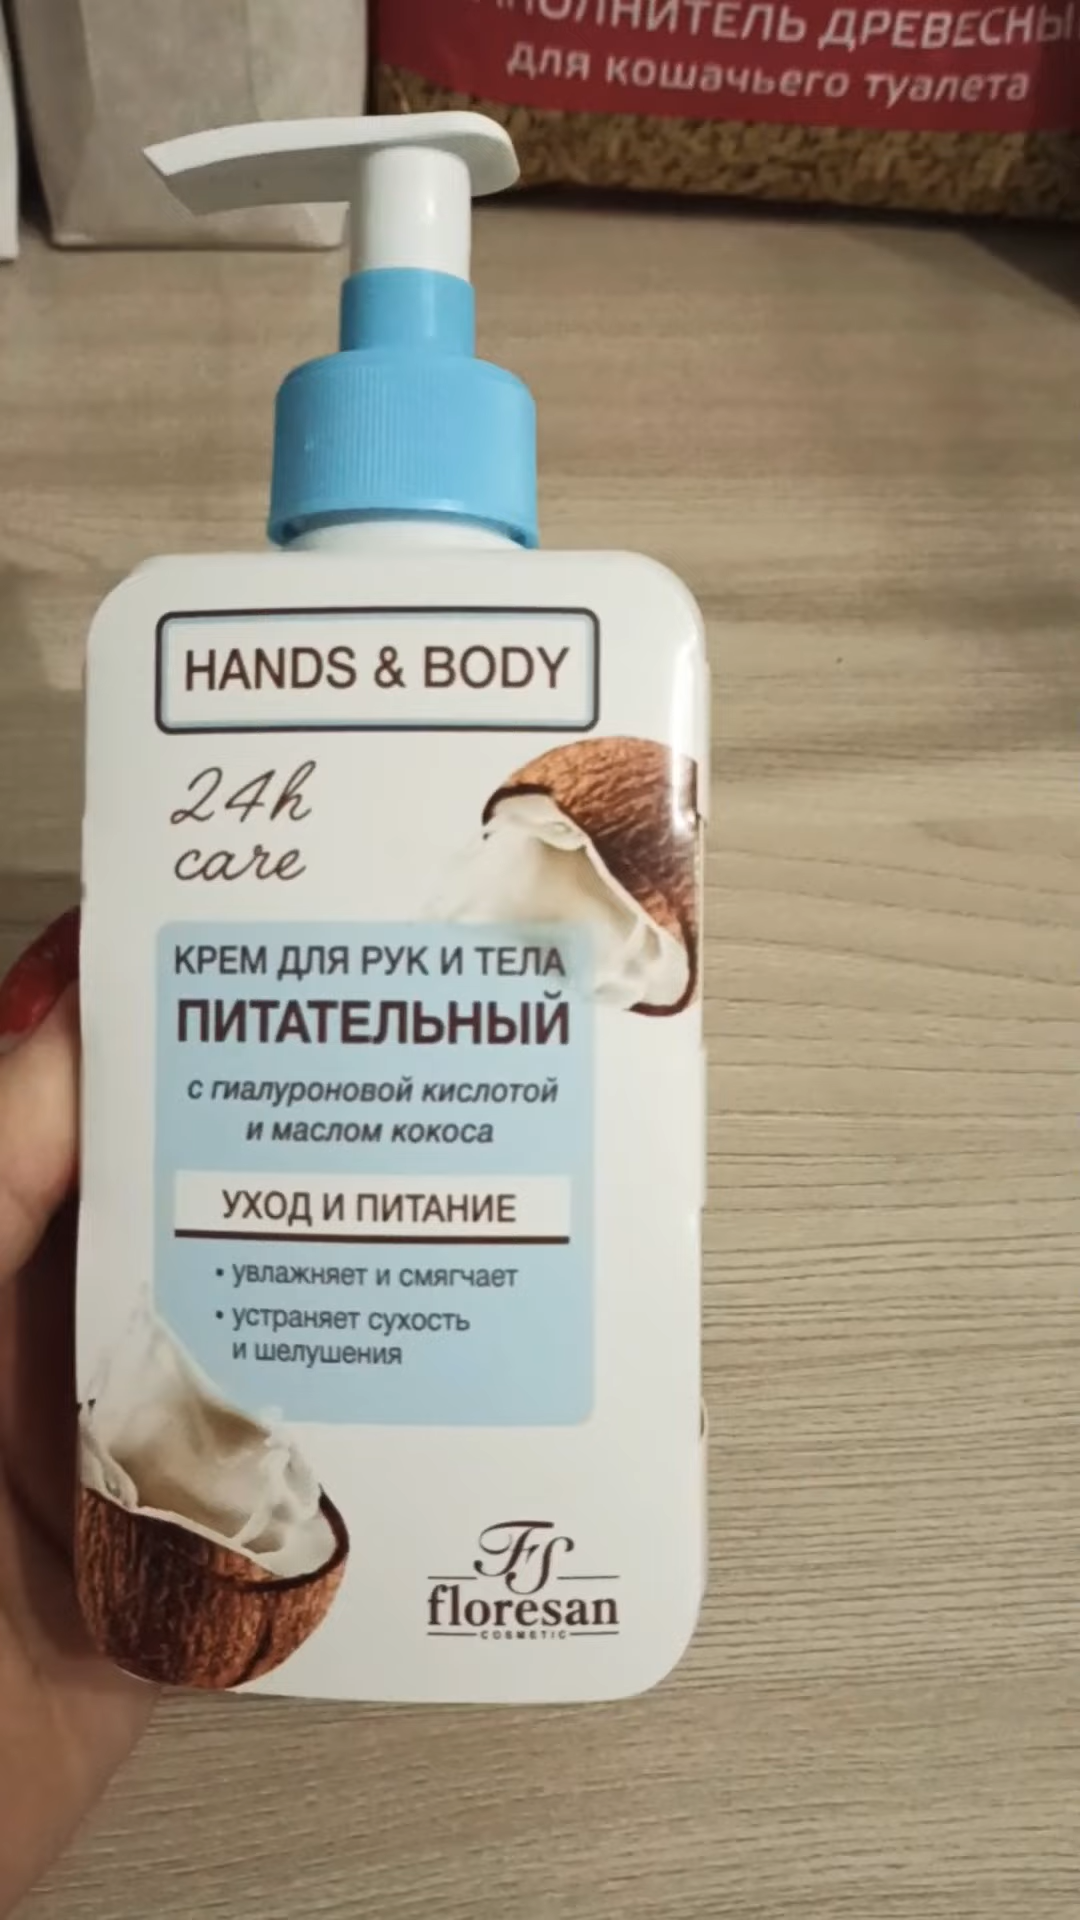 ДРЕВЕСНЫ
для кошачьего туалета
HANDS & BODY
24h
care
КРЕМ ДЛЯ РУК И ТЕЛА
ПИТАТЕЛЬНЫЙ
с гиалуроновой кислотой
и маслом кокоса
УХОД И ПИТАНИЕ
• увлажняет и смягчает
• устраняет сухость
и шелушения
FS
floresan
COSMETIC